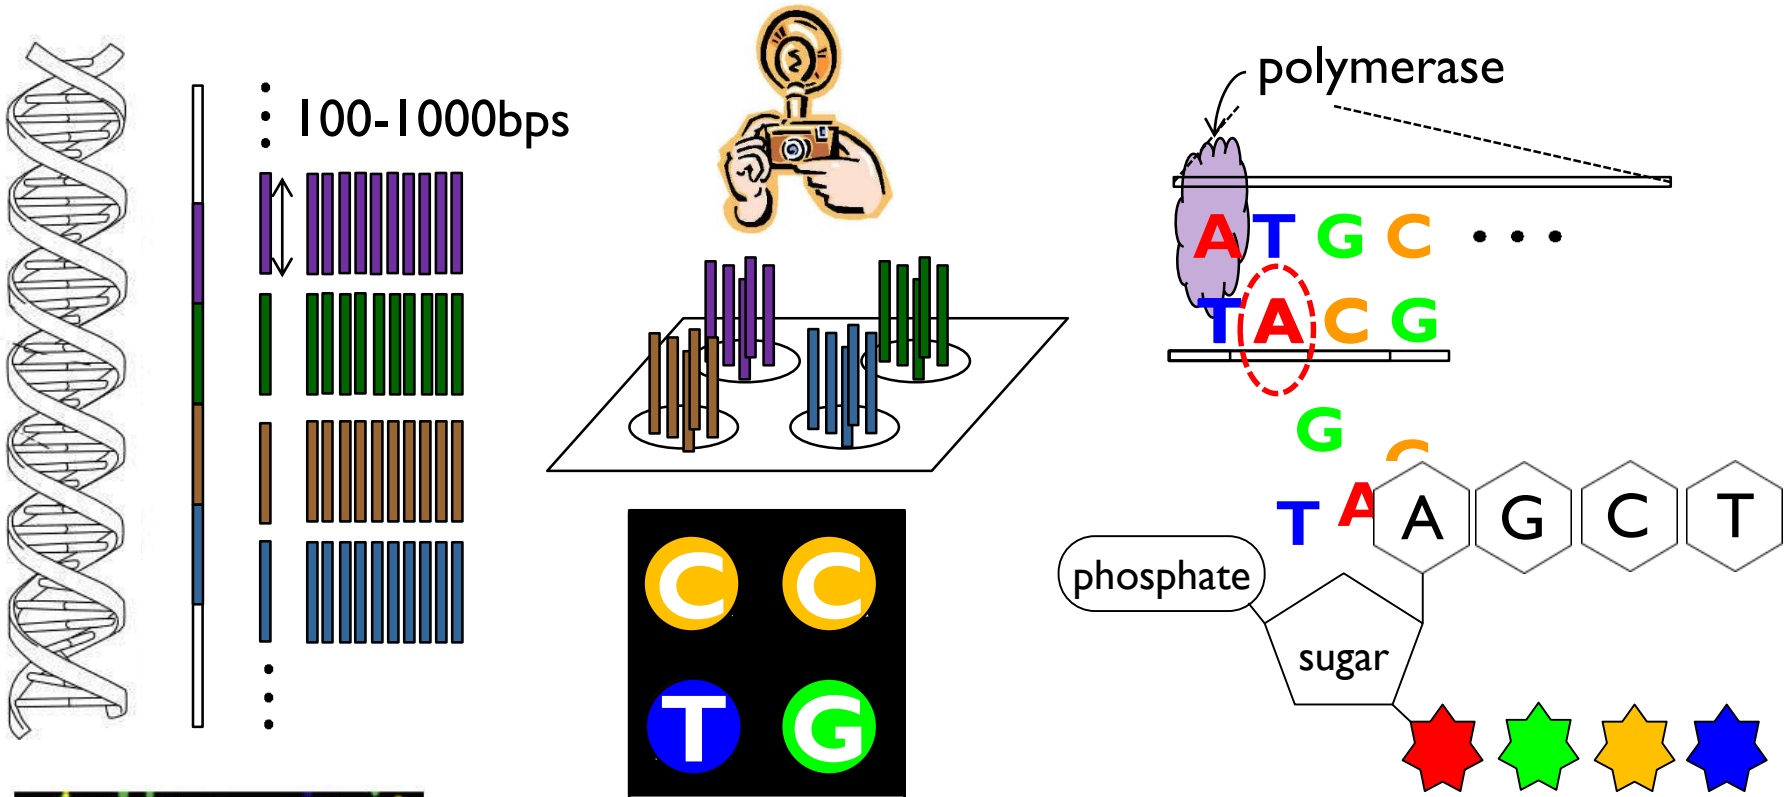 100-1000bps
polymerase
A T G C • • •
T A C G
G
C
T A
A G C T
phosphate
sugar
C C
T G